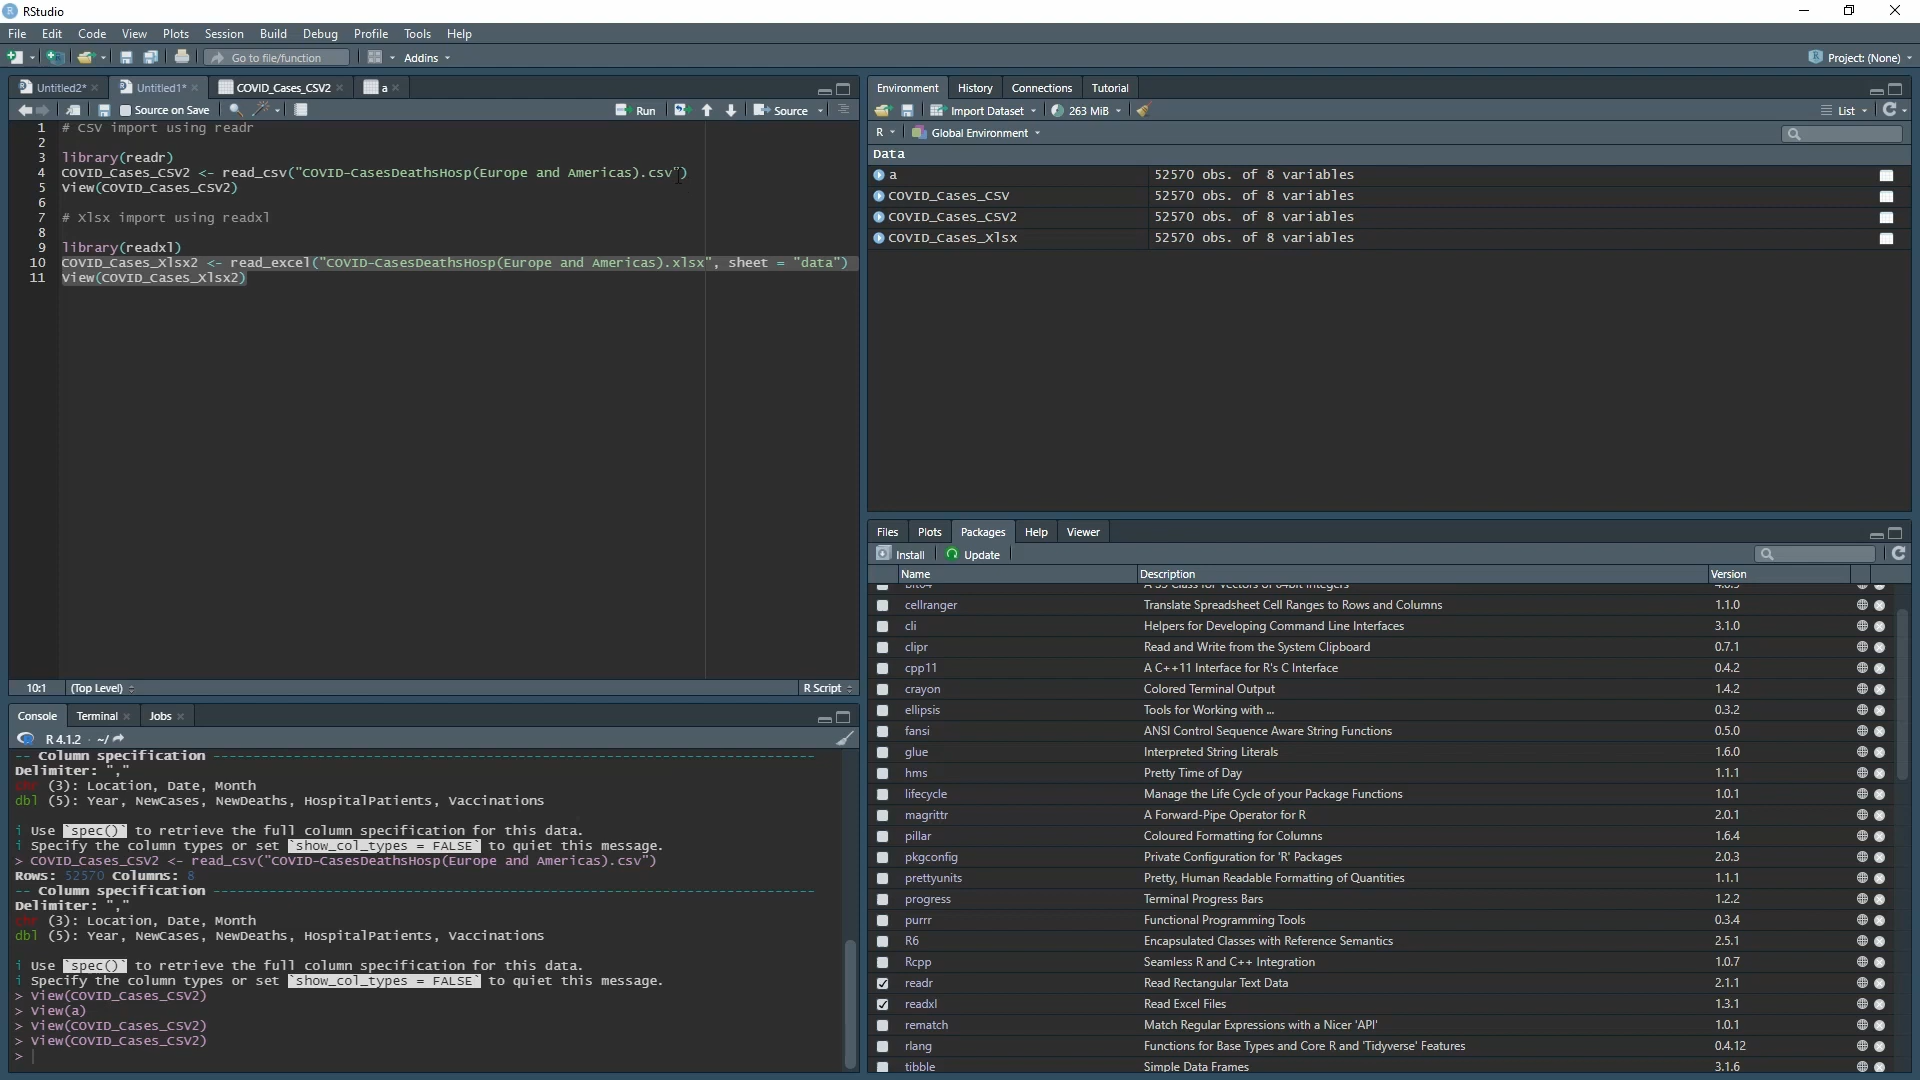 RStudio
File Edit Code View Plots Session Build Debug Profile Tools Help
Go to file/function Addins Project: (None)
Untitled2* Untitled1* COVID_Cases_CSV2 a
Source on Save Run Source
1 # CSV import using readr
2
3 library(readr)
4 COVID_Cases_CSV2 <- read_csv("COVID-CasesDeathsHosp(Europe and Americas).csv")
5 View(COVID_Cases_CSV2)
6
7 # Xlsx import using readxl
8
9 library(readxl)
10 COVID_Cases_Xlsx2 <- read_excel("COVID-CasesDeathsHosp(Europe and Americas).xlsx", sheet = "data")
11 View(COVID_Cases_Xlsx2)
10:1 (Top Level) R Script
Console Terminal Jobs
R 4.1.2 · ~/
-- Column specification
Delimiter: ","
chr (3): Location, Date, Month
dbl (5): Year, NewCases, NewDeaths, HospitalPatients, Vaccinations
i Use `spec()` to retrieve the full column specification for this data.
i Specify the column types or set `show_col_types = FALSE` to quiet this message.
> COVID_Cases_CSV2 <- read_csv("COVID-CasesDeathsHosp(Europe and Americas).csv")
Rows: 52570 Columns: 8
-- Column specification
Delimiter: ","
chr (3): Location, Date, Month
dbl (5): Year, NewCases, NewDeaths, HospitalPatients, Vaccinations
i Use `spec()` to retrieve the full column specification for this data.
i Specify the column types or set `show_col_types = FALSE` to quiet this message.
> View(COVID_Cases_CSV2)
> View(a)
> View(COVID_Cases_CSV2)
> View(COVID_Cases_CSV2)
>
Environment History Connections Tutorial
Import Dataset 263 MiB List
R Global Environment
Data
a 52570 obs. of 8 variables
COVID_Cases_CSV 52570 obs. of 8 variables
COVID_Cases_CSV2 52570 obs. of 8 variables
COVID_Cases_Xlsx 52570 obs. of 8 variables
Files Plots Packages Help Viewer
Install Update
Name Description Version
cellranger Translate Spreadsheet Cell Ranges to Rows and Columns 1.1.0
cli Helpers for Developing Command Line Interfaces 3.1.0
clipr Read and Write from the System Clipboard 0.7.1
cpp11 A C++11 Interface for R's C Interface 0.4.2
crayon Colored Terminal Output 1.4.2
ellipsis Tools for Working with ... 0.3.2
fansi ANSI Control Sequence Aware String Functions 0.5.0
glue Interpreted String Literals 1.6.0
hms Pretty Time of Day 1.1.1
lifecycle Manage the Life Cycle of your Package Functions 1.0.1
magrittr A Forward-Pipe Operator for R 2.0.1
pillar Coloured Formatting for Columns 1.6.4
pkgconfig Private Configuration for 'R' Packages 2.0.3
prettyunits Pretty, Human Readable Formatting of Quantities 1.1.1
progress Terminal Progress Bars 1.2.2
purrr Functional Programming Tools 0.3.4
R6 Encapsulated Classes with Reference Semantics 2.5.1
Rcpp Seamless R and C++ Integration 1.0.7
readr Read Rectangular Text Data 2.1.1
readxl Read Excel Files 1.3.1
rematch Match Regular Expressions with a Nicer 'API' 1.0.1
rlang Functions for Base Types and Core R and 'Tidyverse' Features 0.4.12
tibble Simple Data Frames 3.1.6